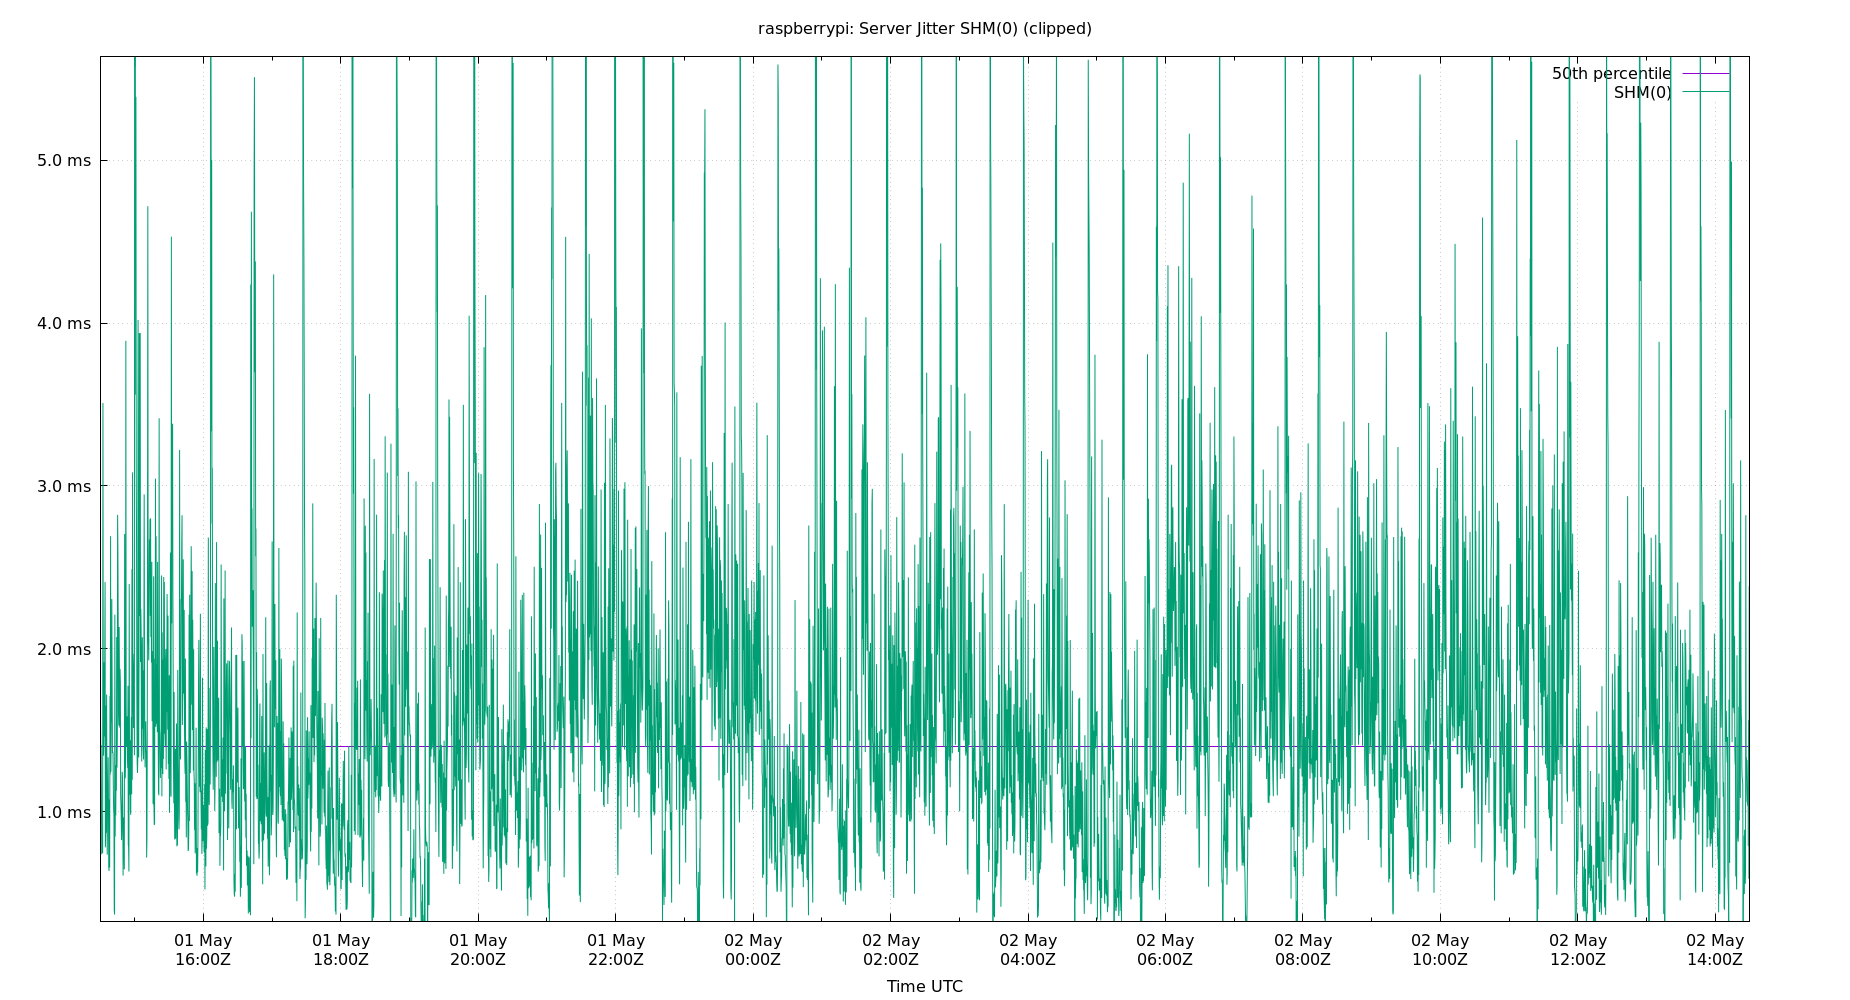 raspberrypi: Server Jitter SHM(0) (clipped)
50th percentile
SHM(0)
5.0 ms
4.0 ms
3.0 ms
2.0 ms
1.0 ms
01 May 01 May 01 May 01 May 02 May 02 May 02 May 02 May 02 May 02 May 02 May 02 May
16:00Z 18:00Z 20:00Z 22:00Z 00:00Z 02:00Z 04:00Z 06:00Z 08:00Z 10:00Z 12:00Z 14:00Z
Time UTC